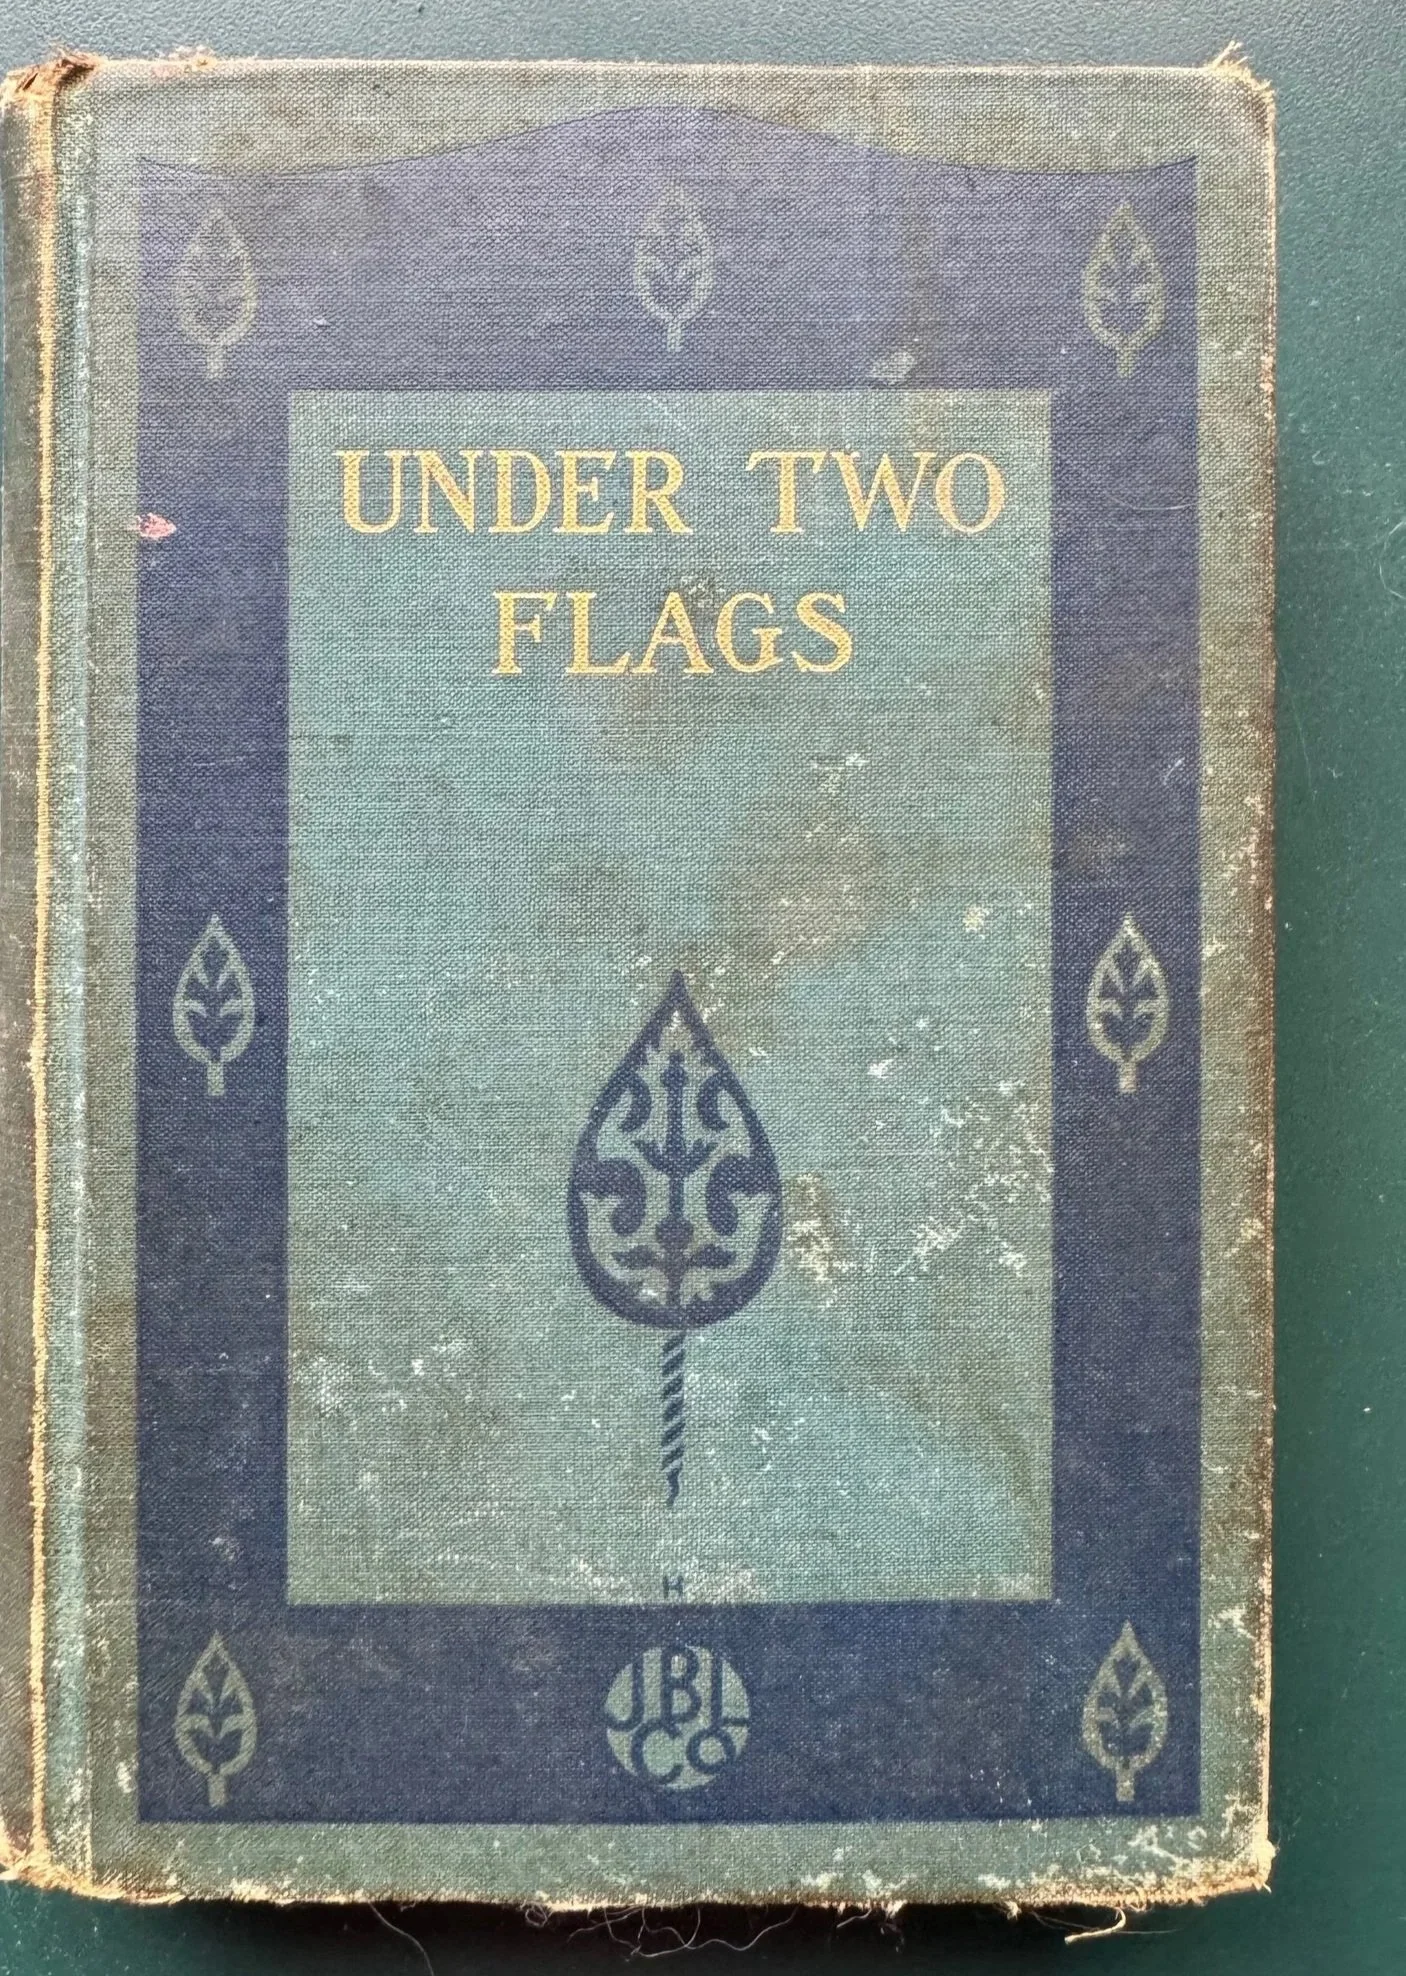 UNDER TWO
FLAGS
H
JBL
Co